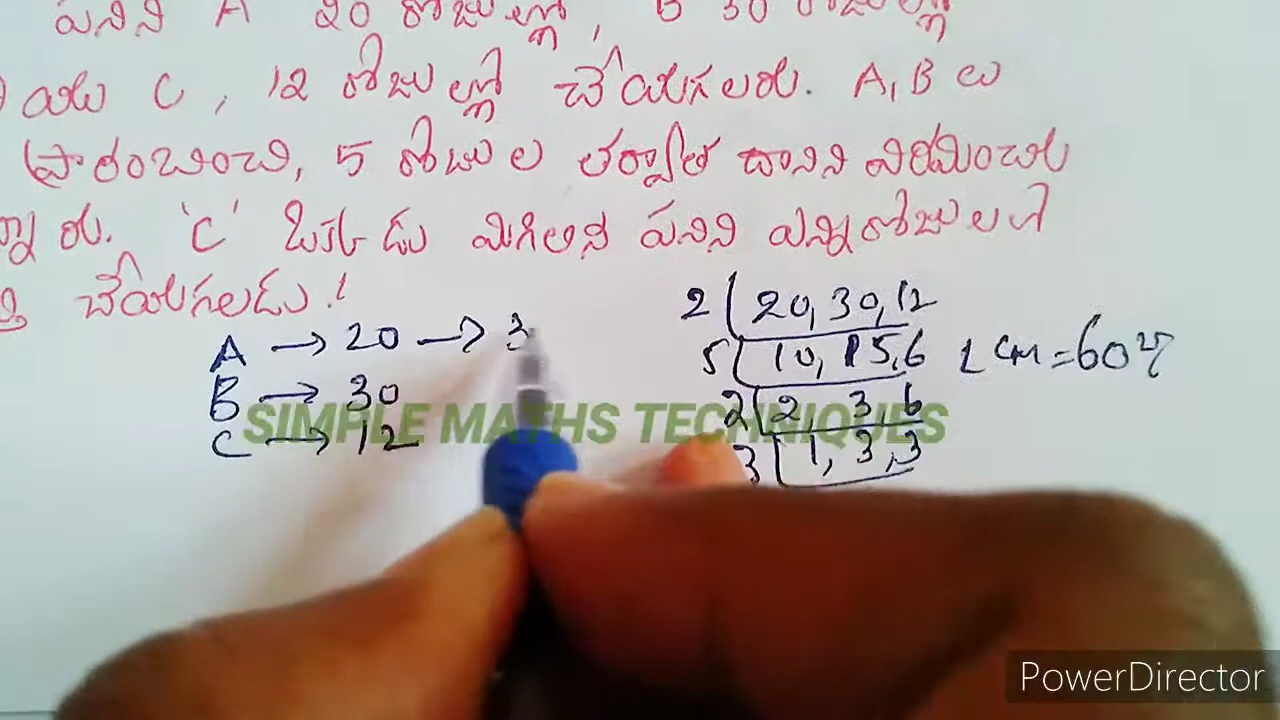 పనిని A 20 రోజుల్లో, B 30 రోజుల్లో
C, 12 రోజుల్లో చేయగలరు. A, B లు
ప్రారంబించి, 5 రోజుల తర్వాత దానిని విరమించు
'C' ఒకడు మిగిలిన పనిని ఎన్నిరోజులలో
చేయగలడు.!
A → 20 → 3
B → 30
C → 12
2 20, 30, 12
5 10, 15, 6
2 2, 3, 6
3 1, 3, 3
LCM = 60
SIMPLE MATHS TECHNIQUES
PowerDirector